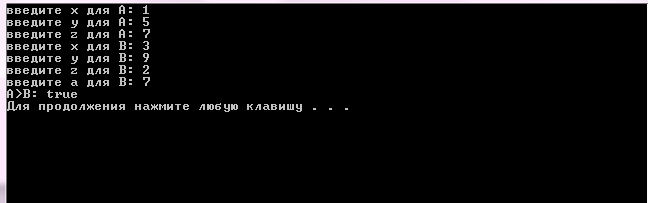 введите x для A: 1
введите y для A: 5
введите z для A: 7
введите x для B: 3
введите y для B: 9
введите z для B: 2
введите a для B: 7
A>B: true
Для продолжения нажмите любую клавишу . . .